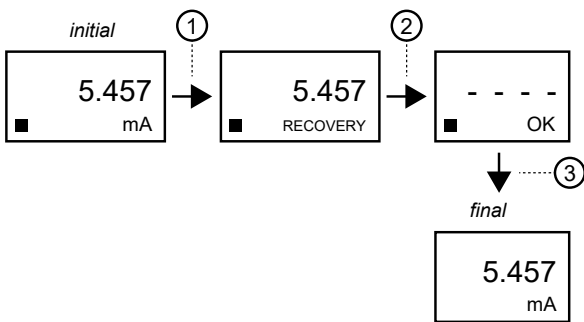 initial
1
2
5.457
mA
5.457
RECOVERY
- - - -
OK
3
final
5.457
mA